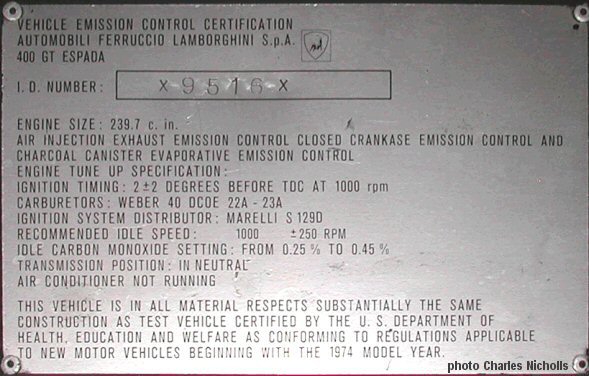 VEHICLE EMISSION CONTROL CERTIFICATION
AUTOMOBILI FERRUCCIO LAMBORGHINI S.p.A.
400 GT ESPADA
I.D. NUMBER: x 9516 x
ENGINE SIZE: 239.7 c. in.
AIR INJECTION EXHAUST EMISSION CONTROL CLOSED CRANKASE EMISSION CONTROL AND
CHARCOAL CANISTER EVAPORATIVE EMISSION CONTROL
ENGINE TUNE UP SPECIFICATION:
IGNITION TIMING: 2±2 DEGREES BEFORE TDC AT 1000 rpm
CARBURETORS: WEBER 40 DCOE 22A - 23A
IGNITION SYSTEM DISTRIBUTOR: MARELLI S 129D
RECOMMENDED IDLE SPEED: 1000 ±250 RPM
IDLE CARBON MONOXIDE SETTING: FROM 0.25 % TO 0.45 %
TRANSMISSION POSITION: IN NEUTRAL
AIR CONDITIONER NOT RUNNING
THIS VEHICLE IS IN ALL MATERIAL RESPECTS SUBSTANTIALLY THE SAME
CONSTRUCTION AS TEST VEHICLE CERTIFIED BY THE U. S. DEPARTMENT OF
HEALTH, EDUCATION AND WELFARE AS CONFORMING TO REGULATIONS APPLICABLE
TO NEW MOTOR VEHICLES BEGINNING WITH THE 1974 MODEL YEAR.
photo Charles Nicholls